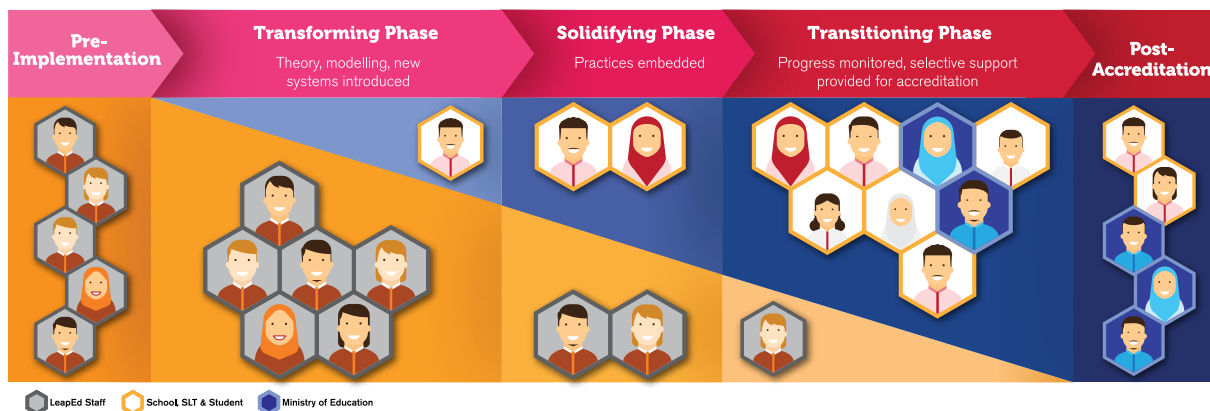 Pre-
Implementation
Transforming Phase
Theory, modelling, new
systems introduced
Solidifying Phase
Practices embedded
Transitioning Phase
Progress monitored, selective support
provided for accreditation
Post-
Accreditation
LeapEd Staff
School, SLT & Student
Ministry of Education